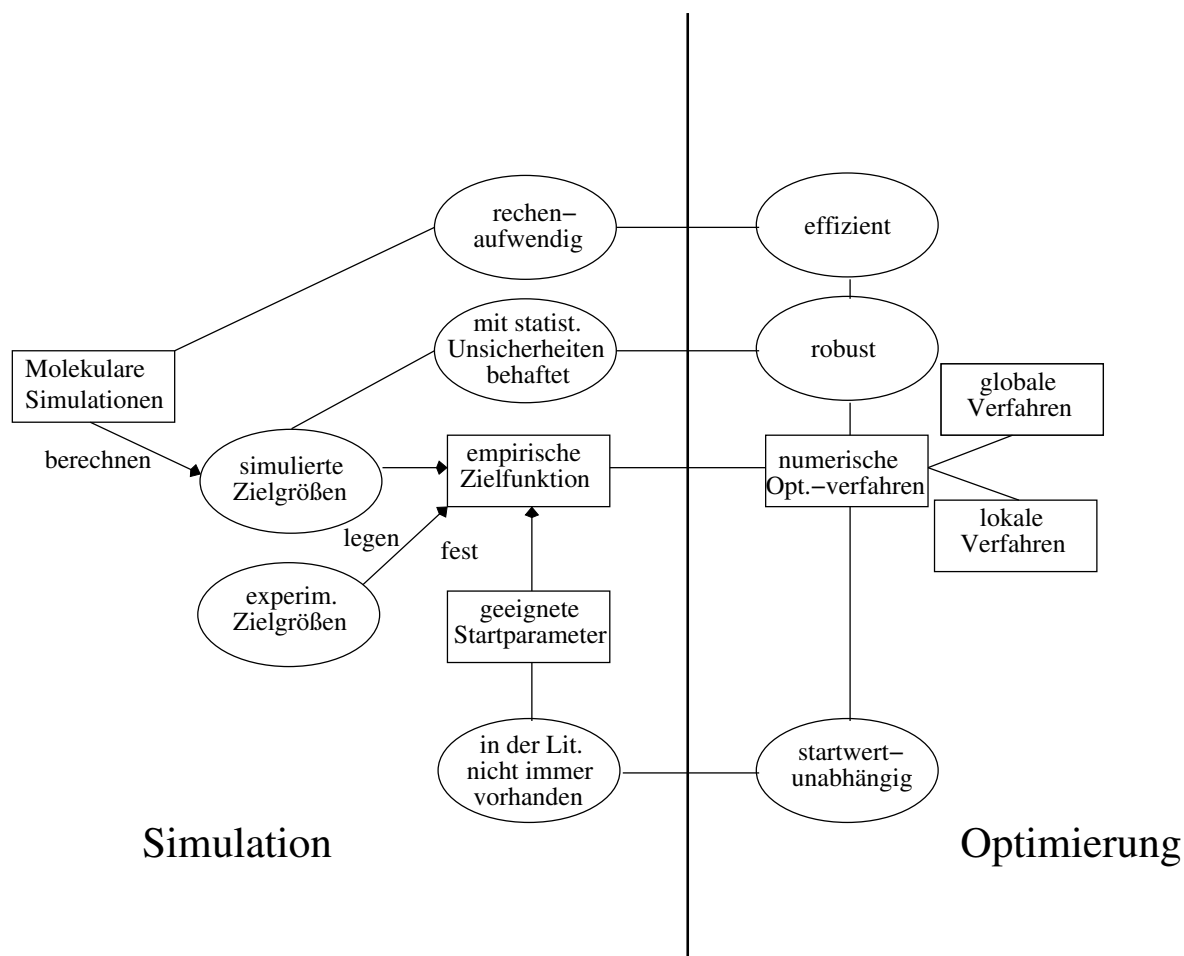 rechen−
aufwendig
effizient
mit statist.
Unsicherheiten
behaftet
robust
Molekulare
Simulationen
globale
Verfahren
berechnen
simulierte
Zielgrößen
empirische
Zielfunktion
numerische
Opt.−verfahren
lokale
Verfahren
legen
fest
experim.
Zielgrößen
geeignete
Startparameter
in der Lit.
nicht immer
vorhanden
startwert−
unabhängig
Simulation
Optimierung